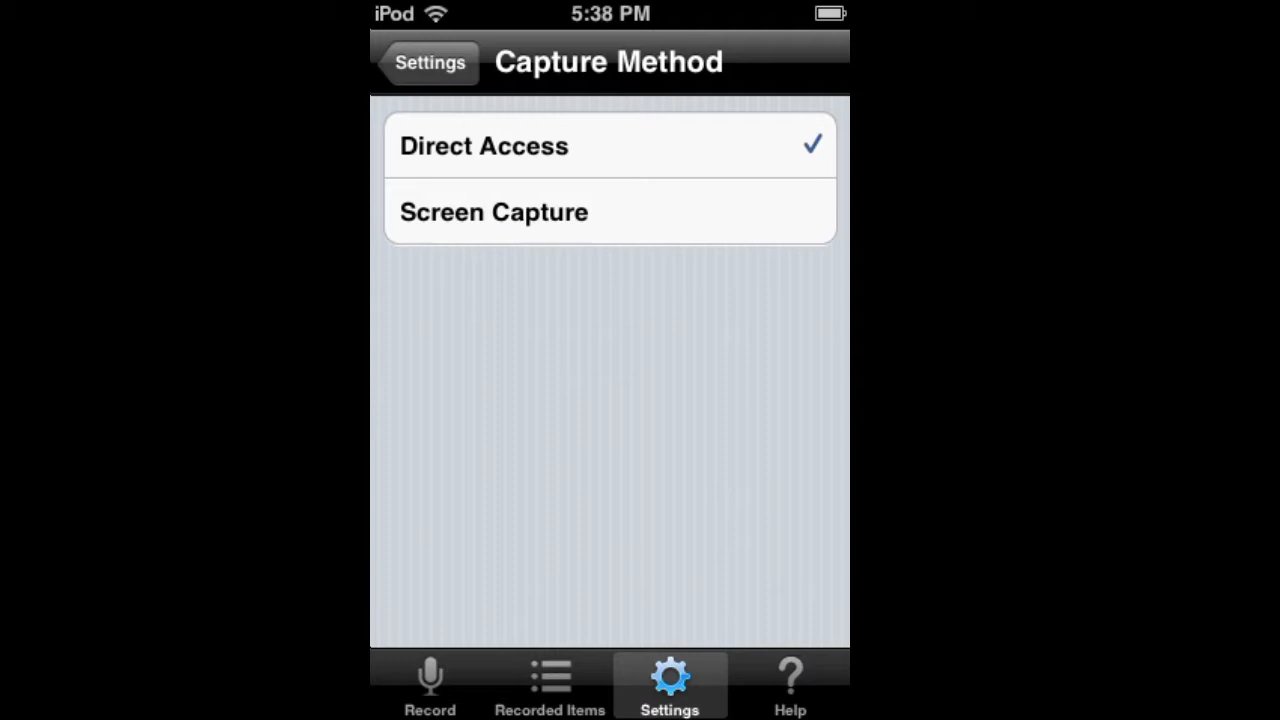 iPod 5:38 PM
Settings Capture Method
Direct Access
Screen Capture
Record Recorded Items Settings Help